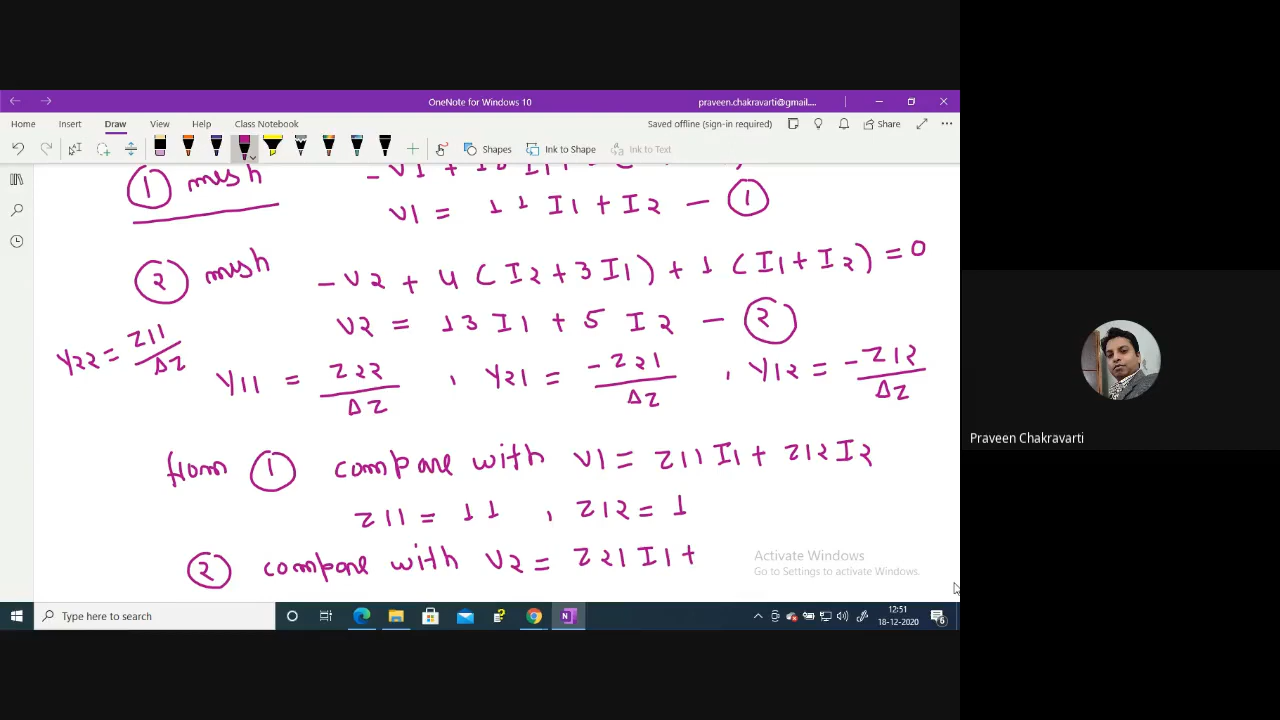 OneNote for Windows 10
praveen.chakravarti@gmail....
Home Insert Draw View Help Class Notebook
Saved offline (sign-in required) Share
Shapes Ink to Shape Ink to Text
① mesh
V1 = 11 I1 + I2 - ①
② mesh
-V2 + 4 (I2 + 3I1) + 1 (I1 + I2) = 0
V2 = 13 I1 + 5 I2 - ②
Y22 = Z11/ΔZ
Y11 = Z22/ΔZ , Y21 = -Z21/ΔZ , Y12 = -Z12/ΔZ
from ① compare with V1 = Z11 I1 + Z12 I2
Z11 = 11 , Z12 = 1
② compare with V2 = Z21 I1 +
Activate Windows
Go to Settings to activate Windows.
Type here to search
12:51
18-12-2020
6
Praveen Chakravarti